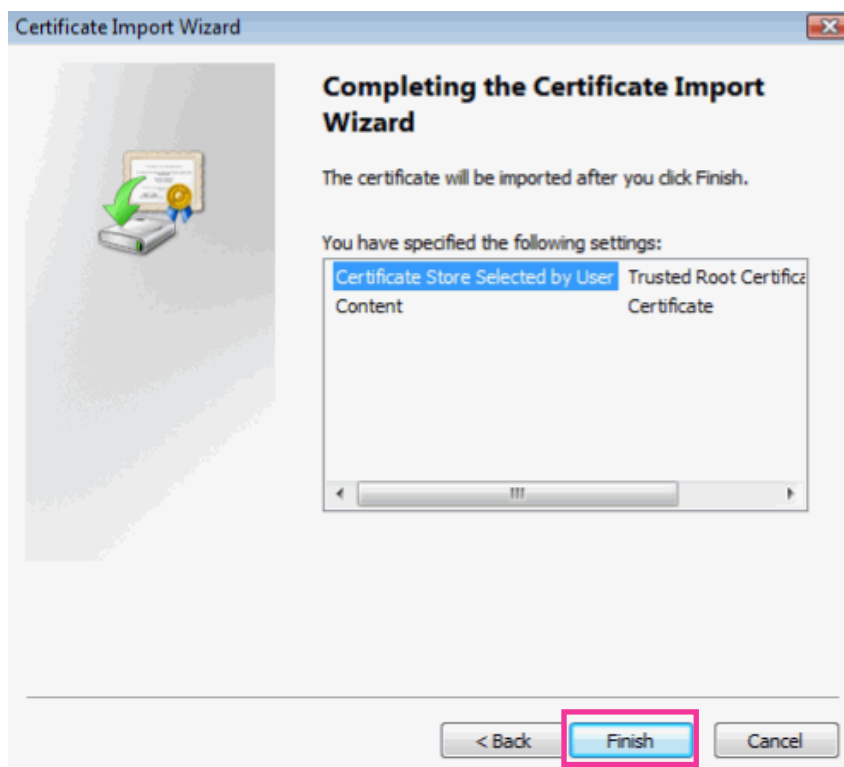 Certificate Import Wizard
Completing the Certificate Import
Wizard
The certificate will be imported after you click Finish.
You have specified the following settings:
Certificate Store Selected by User Trusted Root Certifica
Content Certificate
< Back Finish Cancel